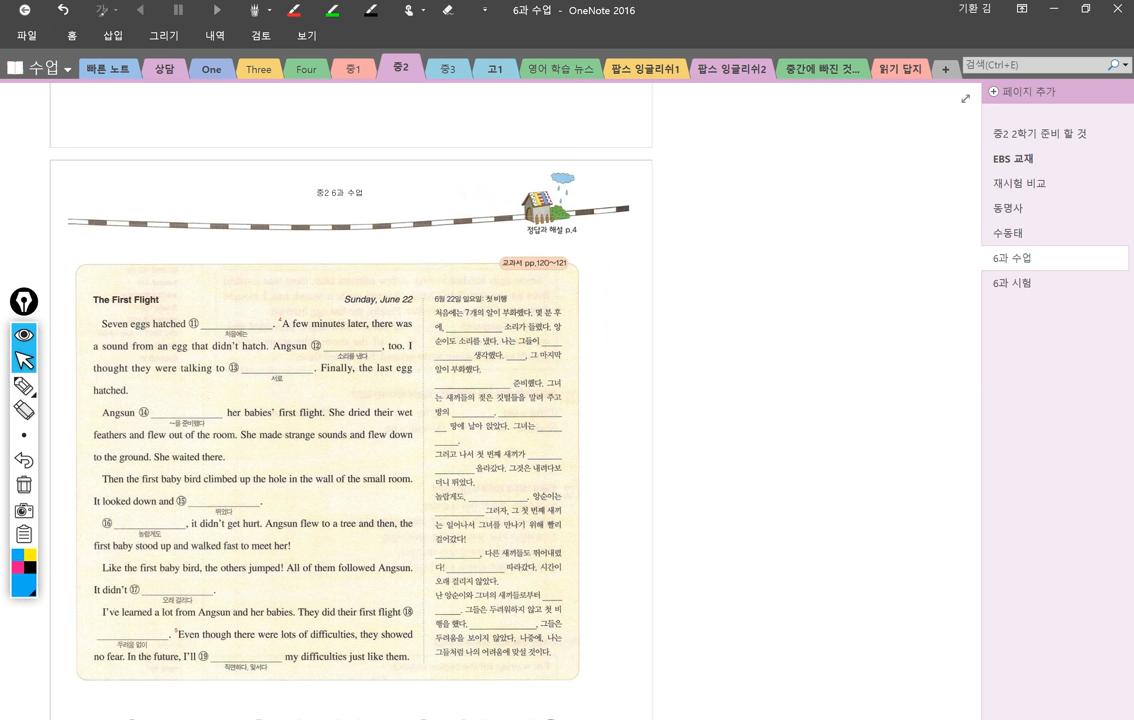 6과 수업 - OneNote 2016
기환 김
파일 홈 삽입 그리기 내역 검토 보기
수업 빠른 노트 상담 One Three Four 중1 중2 중3 고1 영어 학습 뉴스 팝스 잉글리쉬1 팝스 잉글리쉬2 중간에 빠진 것... 읽기 답지 +
검색(Ctrl+E)
페이지 추가
중2 2학기 준비 할 것
EBS 교재
재시험 비교
동명사
수동태
6과 수업
6과 시험
중2 6과 수업
정답과 해설 p.4
교과서 pp.120~121
The First Flight Sunday, June 22
Seven eggs hatched ⑪ ____________. ⁴A few minutes later, there was
처음에는
a sound from an egg that didn't hatch. Angsun ⑫ ____________, too. I
소리를 냈다
thought they were talking to ⑬ ____________. Finally, the last egg
서로
hatched.
Angsun ⑭ ____________ her babies' first flight. She dried their wet
~을 준비했다
feathers and flew out of the room. She made strange sounds and flew down
to the ground. She waited there.
Then the first baby bird climbed up the hole in the wall of the small room.
It looked down and ⑮ ____________.
뛰었다
⑯ ____________, it didn't get hurt. Angsun flew to a tree and then, the
놀랍게도
first baby stood up and walked fast to meet her!
Like the first baby bird, the others jumped! All of them followed Angsun.
It didn't ⑰ ____________.
오래 걸리다
I've learned a lot from Angsun and her babies. They did their first flight ⑱
____________. ⁵Even though there were lots of difficulties, they showed
두려움 없이
no fear. In the future, I'll ⑲ ____________ my difficulties just like them.
직면하다, 맞서다
6월 22일 일요일: 첫 비행
처음에는 7개의 알이 부화했다. 몇 분 후
에, ____________ 소리가 들렸다. 앙
순이도 소리를 냈다. 나는 그들이 ____
________ 생각했다. ____, 그 마지막
알이 부화했다.
________________ 준비했다. 그녀
는 새끼들의 젖은 깃털들을 말려 주고
방의 ________. ______________
__ 땅에 날아 앉았다. 그녀는 _____
_____.
그러고 나서 첫 번째 새끼가 _______
________ 올라갔다. 그것은 내려다보
더니 뛰었다.
놀랍게도, ____________. 앙순이는
__________ 그러자, 그 첫 번째 새끼
는 일어나서 그녀를 만나기 위해 빨리
걸어갔다!
_________, 다른 새끼들도 뛰어내렸
다! ____________ 따라갔다. 시간이
오래 걸리지 않았다.
난 앙순이와 그녀의 새끼들로부터 ____
_____. 그들은 두려워하지 않고 첫 비
행을 했다. ______________, 그들은
두려움을 보이지 않았다. 나중에, 나는
그들처럼 나의 어려움에 맞설 것이다.